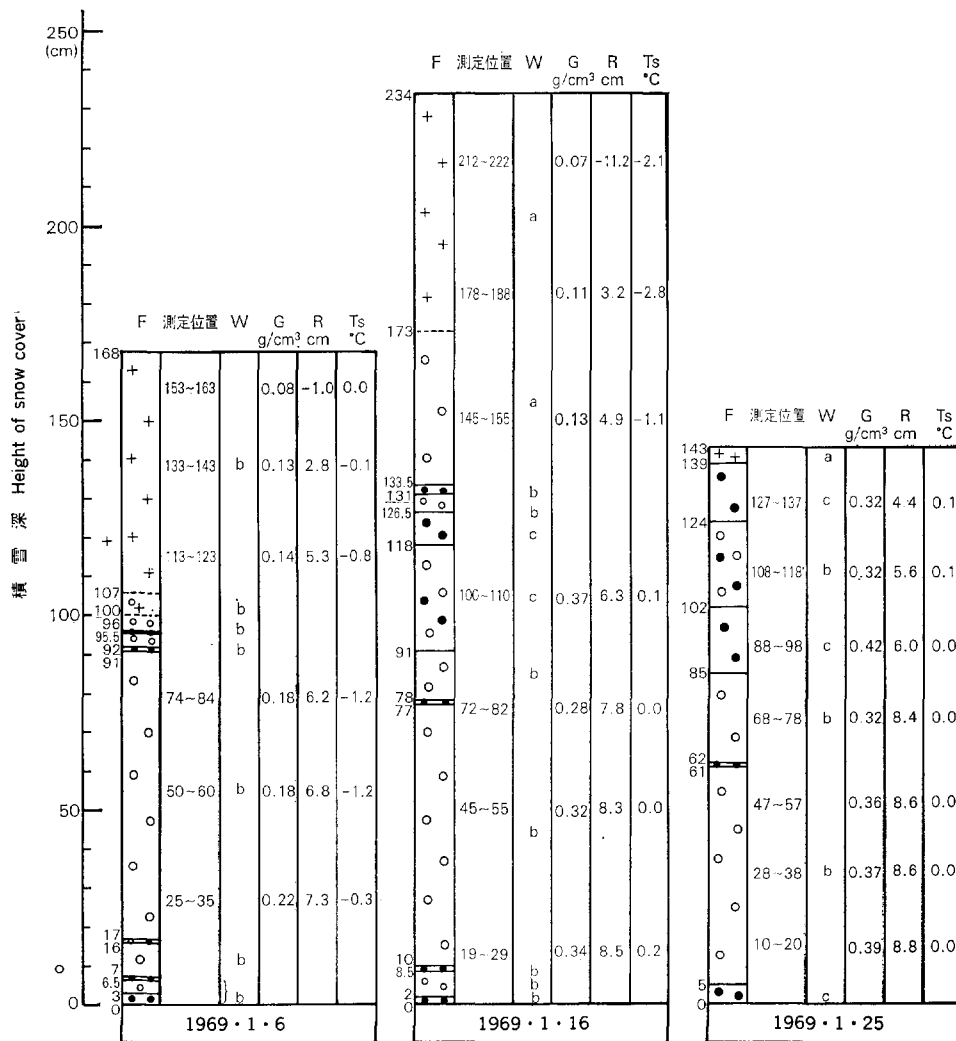 積雪深 Height of snow cover
250
(cm)
200
150
100
50
0
F 測定位置 W G g/cm³ R cm Ts °C
168
153~163 0.08 -1.0 0.0
133~143 b 0.13 2.8 -0.1
113~123 0.14 5.3 -0.8
107
100 b
96 b
95.5
92 b
91
74~84 0.18 6.2 -1.2
50~60 b 0.18 6.8 -1.2
25~35 0.22 7.3 -0.3
17
16
b
7
6.5
3 b
0
1969・1・6
F 測定位置 W G g/cm³ R cm Ts °C
234
212~222 0.07 -11.2 -2.1
a
178~188 0.11 3.2 -2.8
173
a
145~155 0.13 4.9 -1.1
133.5
131 b
126.5 b
c
118
100~110 c 0.37 6.3 0.1
91
b
78
77
72~82 0.28 7.8 0.0
45~55 0.32 8.3 0.0
b
19~29 0.34 8.5 0.2
10
8.5 b
b
2 b
0
1969・1・16
F 測定位置 W G g/cm³ R cm Ts °C
143 a
139
127~137 c 0.32 4.4 0.1
124
108~118 b 0.32 5.6 0.1
102
88~98 c 0.42 6.0 0.0
85
68~78 b 0.32 8.4 0.0
62
61
47~57 0.36 8.6 0.0
28~38 b 0.37 8.6 0.0
10~20 0.39 8.8 0.0
5
0 c
1969・1・25